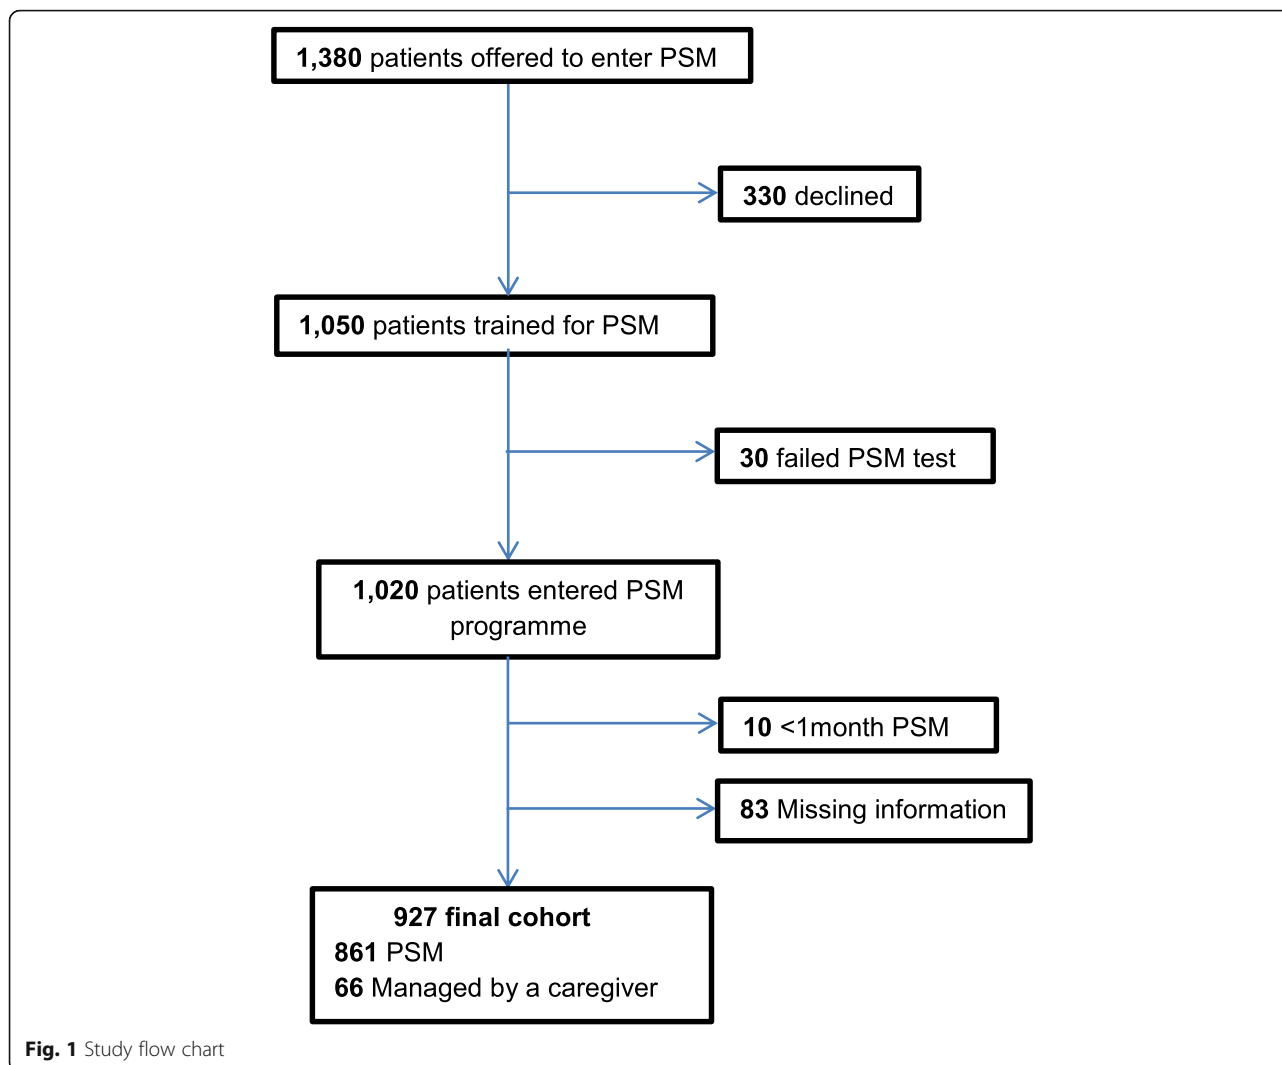 1,380 patients offered to enter PSM
330 declined
1,050 patients trained for PSM
30 failed PSM test
1,020 patients entered PSM
programme
10 <1month PSM
83 Missing information
927 final cohort
861 PSM
66 Managed by a caregiver
Fig. 1 Study flow chart